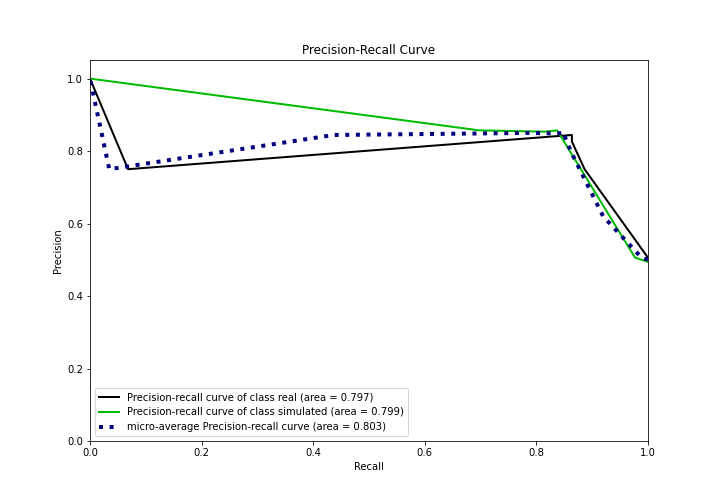 Precision-Recall Curve
1.0
0.8
0.6
0.4
0.2
0.0
Precision
Precision-recall curve of class real (area = 0.797)
Precision-recall curve of class simulated (area = 0.799)
micro-average Precision-recall curve (area = 0.803)
0.0 0.2 0.4 0.6 0.8 1.0
Recall